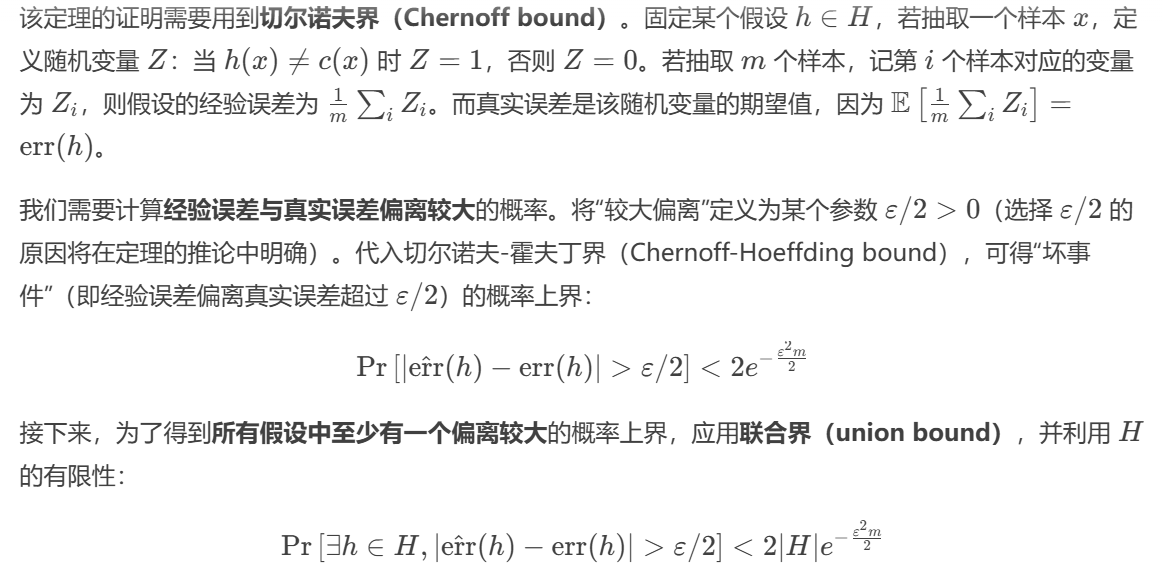 该定理的证明需要用到切尔诺夫界（Chernoff bound）。固定某个假设 h ∈ H，若抽取一个样本 x，定
义随机变量 Z：当 h(x) ≠ c(x) 时 Z = 1，否则 Z = 0。若抽取 m 个样本，记第 i 个样本对应的变量
为 Z_i，则假设的经验误差为 \frac{1}{m} ∑_i Z_i。而真实误差是该随机变量的期望值，因为 𝔼[\frac{1}{m} ∑_i Z_i] =
err(h)。
我们需要计算经验误差与真实误差偏离较大的概率。将“较大偏离”定义为某个参数 ε/2 > 0（选择 ε/2 的
原因将在定理的推论中明确）。代入切尔诺夫-霍夫丁界（Chernoff-Hoeffding bound），可得“坏事
件”（即经验误差偏离真实误差超过 ε/2）的概率上界：
Pr [|\hat{err}(h) − err(h)| > ε/2] < 2e^{-\frac{ε^2 m}{2}}
接下来，为了得到所有假设中至少有一个偏离较大的概率上界，应用联合界（union bound），并利用 H
的有限性：
Pr [∃h ∈ H, |\hat{err}(h) − err(h)| > ε/2] < 2|H|e^{-\frac{ε^2 m}{2}}